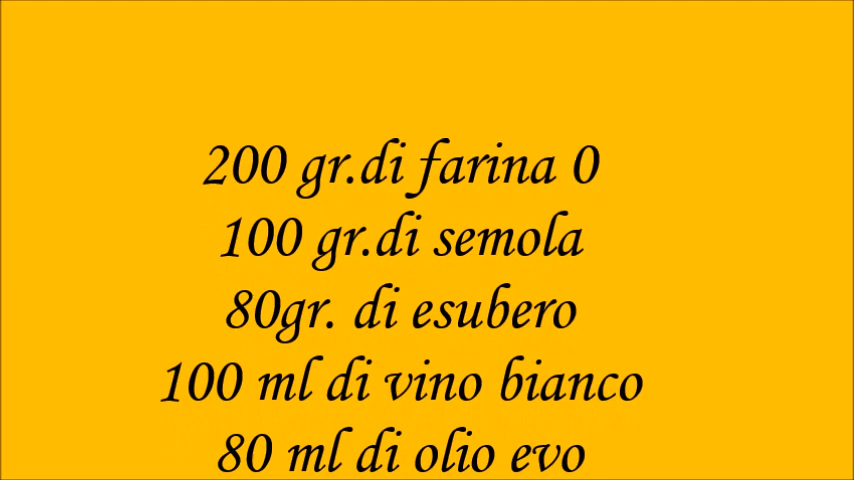 200 gr.di farina 0
100 gr.di semola
80gr. di esubero
100 ml di vino bianco
80 ml di olio evo